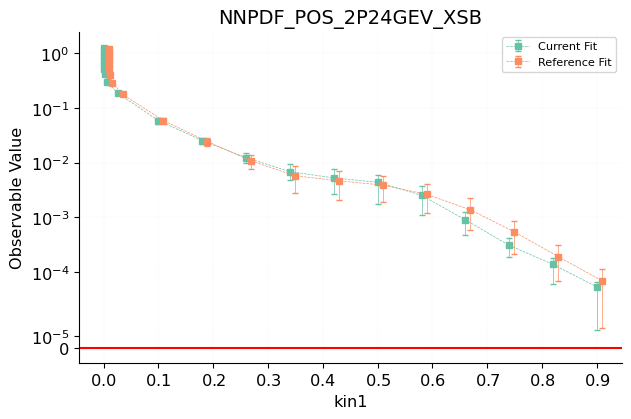 NNPDF_POS_2P24GEV_XSB
Current Fit
Reference Fit
Observable Value
10⁰
10⁻¹
10⁻²
10⁻³
10⁻⁴
10⁻⁵
0
0.0 0.1 0.2 0.3 0.4 0.5 0.6 0.7 0.8 0.9
kin1